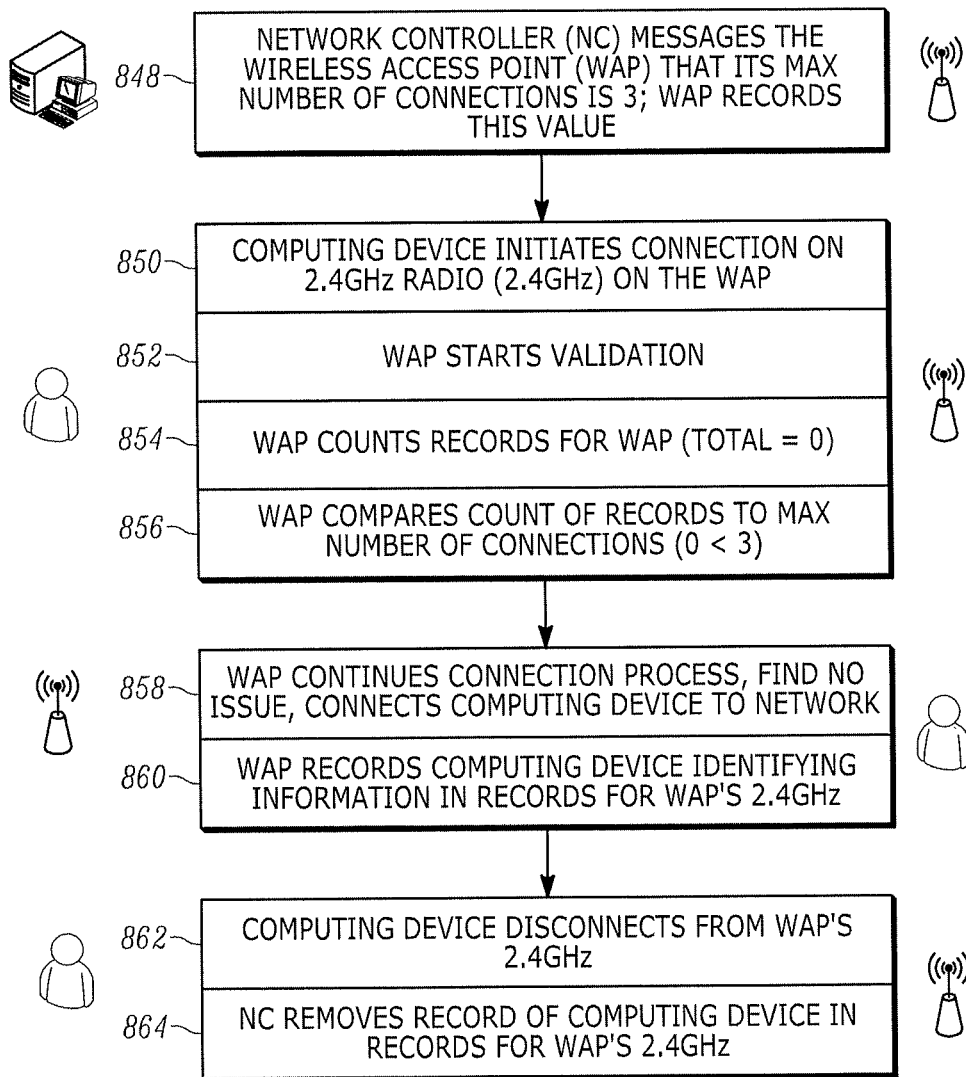 848
NETWORK CONTROLLER (NC) MESSAGES THE
WIRELESS ACCESS POINT (WAP) THAT ITS MAX
NUMBER OF CONNECTIONS IS 3; WAP RECORDS
THIS VALUE
850
COMPUTING DEVICE INITIATES CONNECTION ON
2.4GHz RADIO (2.4GHz) ON THE WAP
852
WAP STARTS VALIDATION
854
WAP COUNTS RECORDS FOR WAP (TOTAL = 0)
856
WAP COMPARES COUNT OF RECORDS TO MAX
NUMBER OF CONNECTIONS (0 < 3)
858
WAP CONTINUES CONNECTION PROCESS, FIND NO
ISSUE, CONNECTS COMPUTING DEVICE TO NETWORK
860
WAP RECORDS COMPUTING DEVICE IDENTIFYING
INFORMATION IN RECORDS FOR WAP'S 2.4GHz
862
COMPUTING DEVICE DISCONNECTS FROM WAP'S
2.4GHz
864
NC REMOVES RECORD OF COMPUTING DEVICE IN
RECORDS FOR WAP'S 2.4GHz